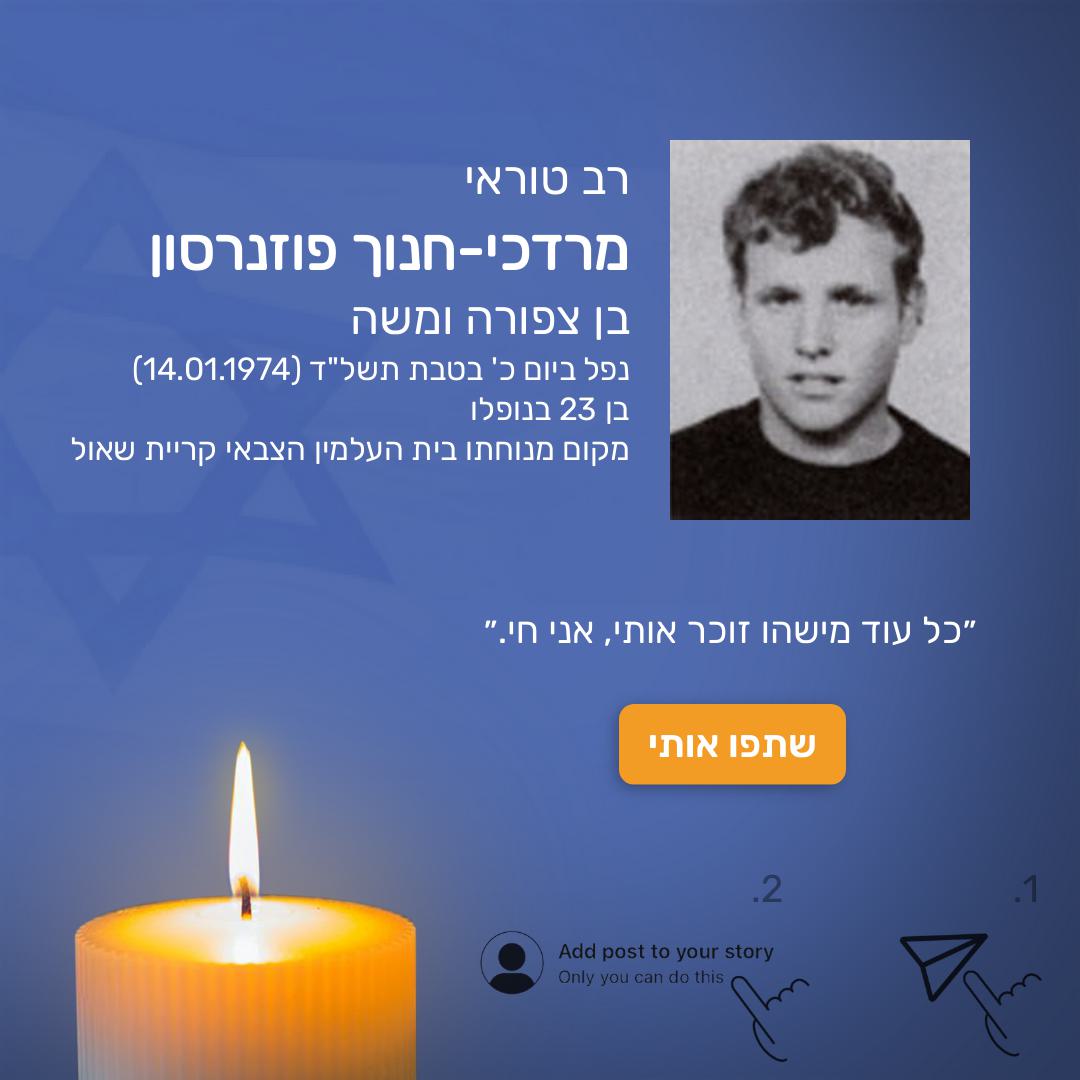 רב טוראי
מרדכי-חנוך פוזנרסון
בן צפורה ומשה
נפל ביום כ' בטבת תשל"ד (14.01.1974)
בן 23 בנופלו
מקום מנוחתו בית העלמין הצבאי קריית שאול
״כל עוד מישהו זוכר אותי, אני חי.״
שתפו אותי
.1
.2
Add post to your story
Only you can do this